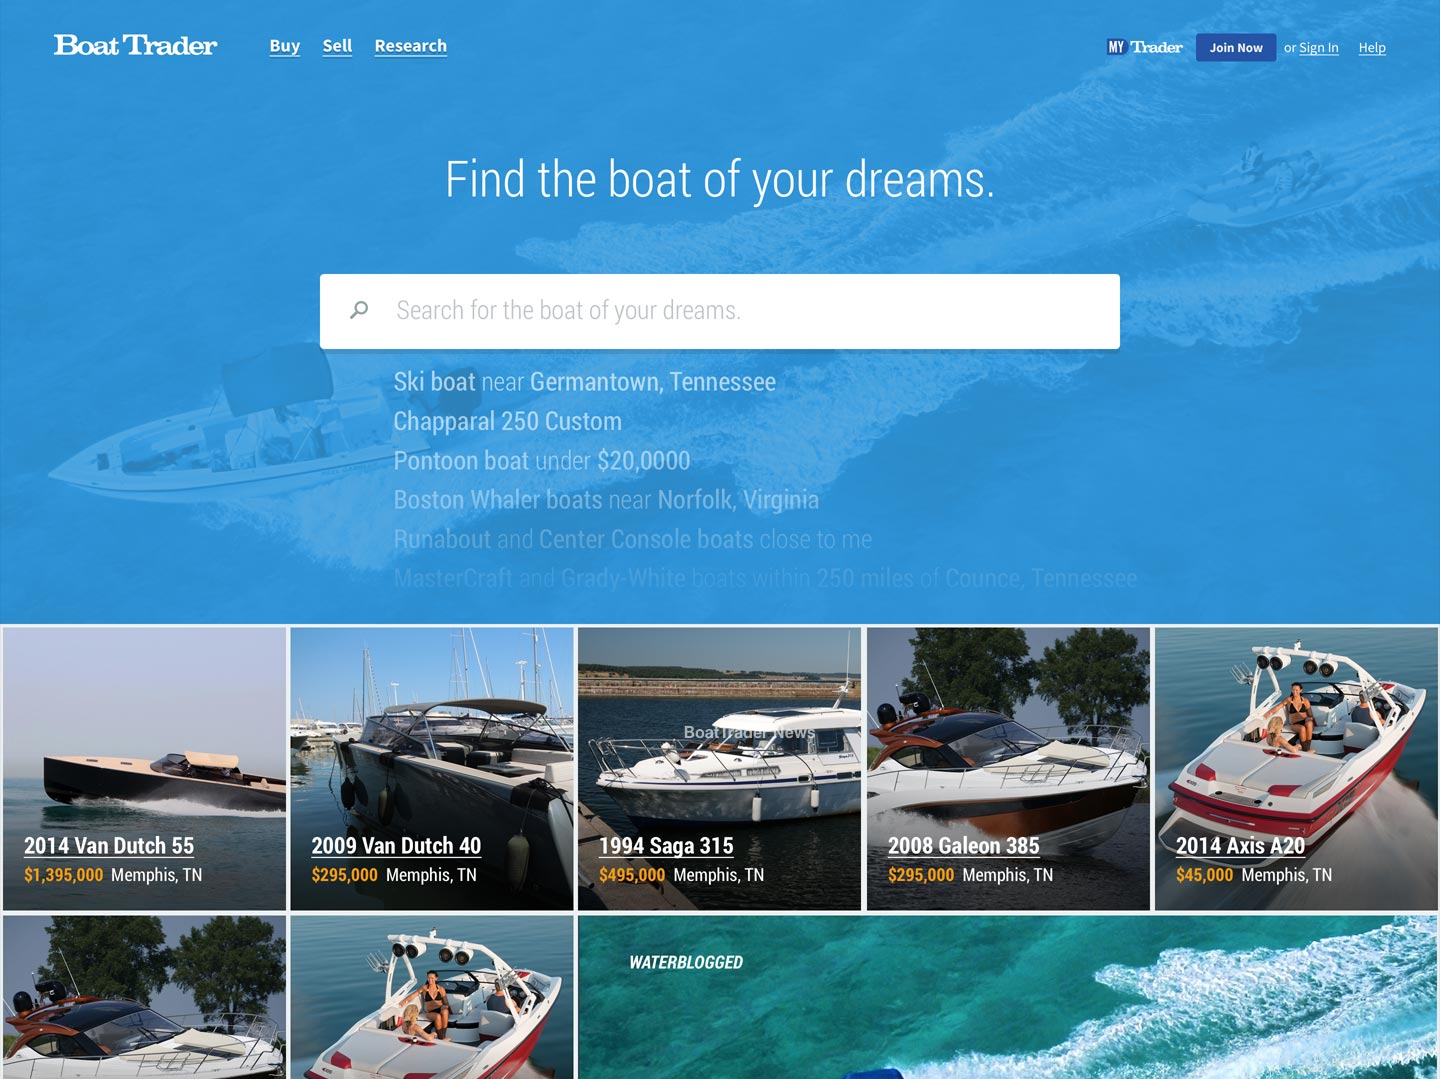 Boat Trader Buy Sell Research MY Trader Join Now or Sign In Help
Find the boat of your dreams.
Search for the boat of your dreams.
Ski boat near Germantown, Tennessee
Chapparal 250 Custom
Pontoon boat under $20,0000
Boston Whaler boats near Norfolk, Virginia
Runabout and Center Console boats close to me
MasterCraft and Grady-White boats within 250 miles of Counce, Tennessee
BoatTrader News
2014 Van Dutch 55
$1,395,000 Memphis, TN
2009 Van Dutch 40
$295,000 Memphis, TN
1994 Saga 315
$495,000 Memphis, TN
2008 Galeon 385
$295,000 Memphis, TN
2014 Axis A20
$45,000 Memphis, TN
WATERBLOGGED